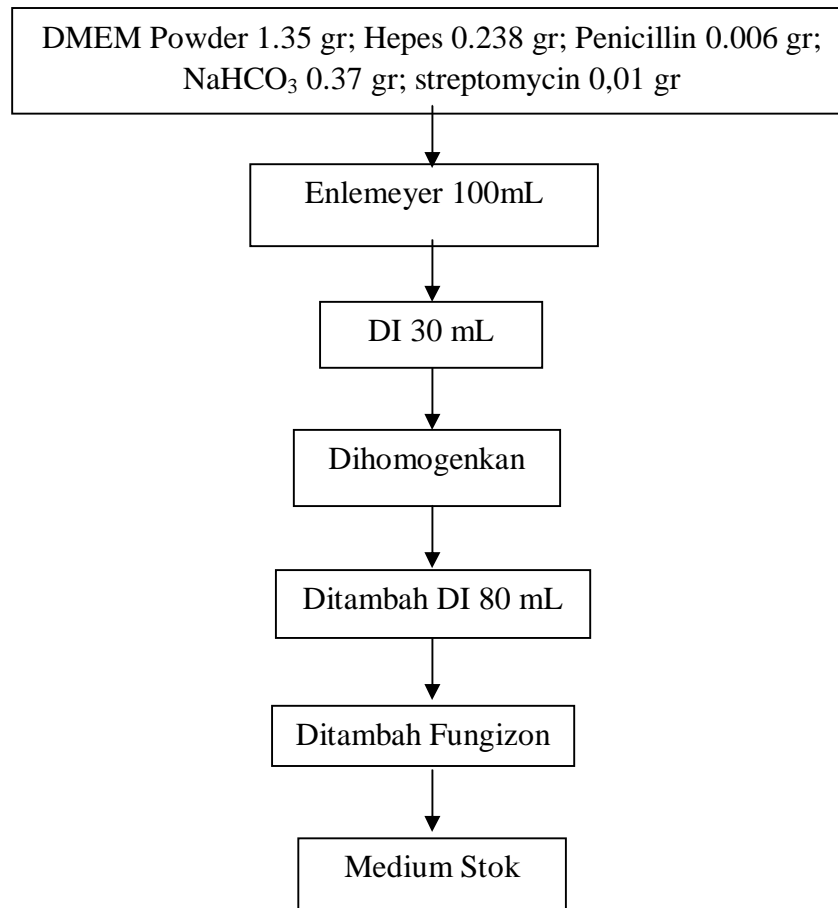 DMEM Powder 1.35 gr; Hepes 0.238 gr; Penicillin 0.006 gr;
NaHCO₃ 0.37 gr; streptomycin 0,01 gr
Enlemeyer 100mL
DI 30 mL
Dihomogenkan
Ditambah DI 80 mL
Ditambah Fungizon
Medium Stok